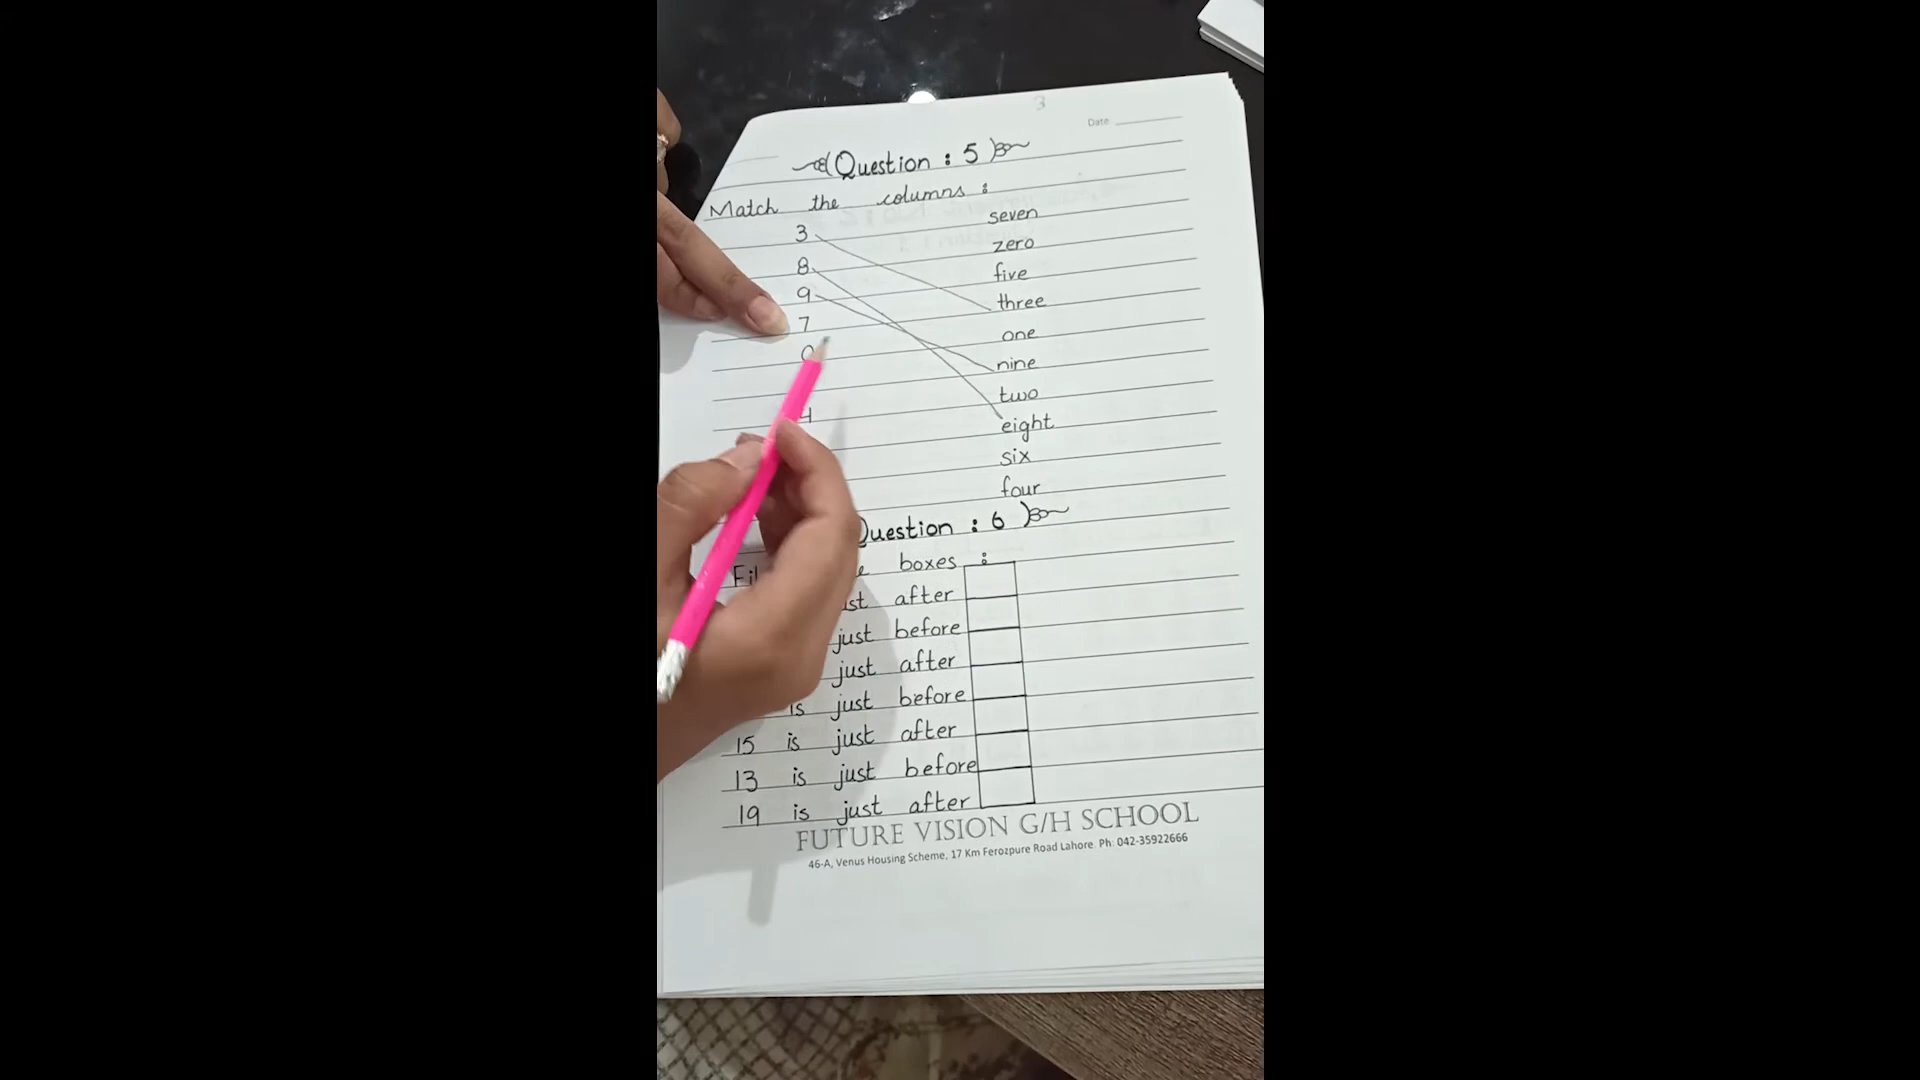 3
Date
Question : 5
Match the columns :
3 seven
8 zero
9 five
7 three
0 one
nine
4 two
eight
six
four
Question : 6
boxes :
after
just before
just after
is just before
15 is just after
13 is just before
19 is just after
FUTURE VISION G/H SCHOOL
46-A, Venus Housing Scheme, 17 Km Ferozpure Road Lahore Ph: 042-35922666